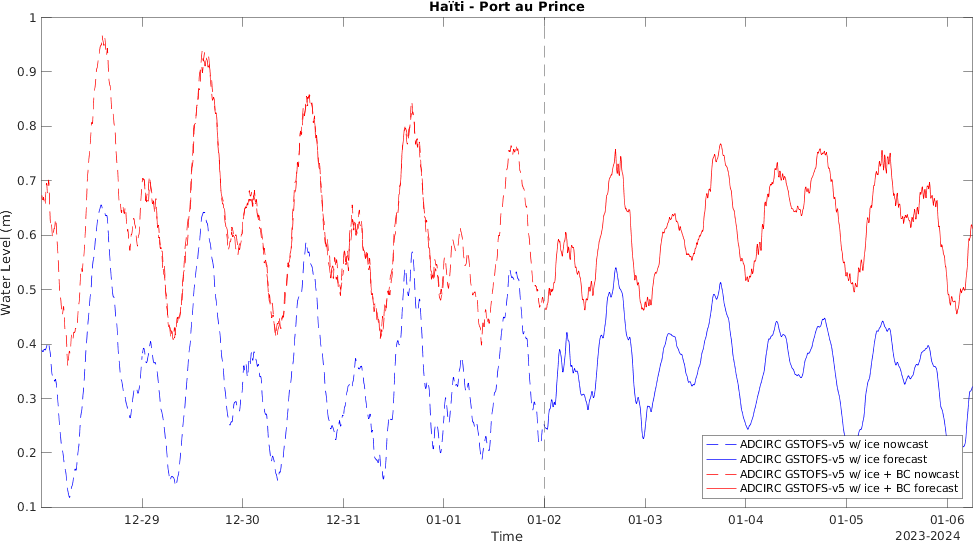 Haïti - Port au Prince
Water Level (m)
1
0.9
0.8
0.7
0.6
0.5
0.4
0.3
0.2
0.1
12-29
12-30
12-31
01-01
01-02
01-03
01-04
01-05
01-06
Time
2023-2024
ADCIRC GSTOFS-v5 w/ ice nowcast
ADCIRC GSTOFS-v5 w/ ice forecast
ADCIRC GSTOFS-v5 w/ ice + BC nowcast
ADCIRC GSTOFS-v5 w/ ice + BC forecast